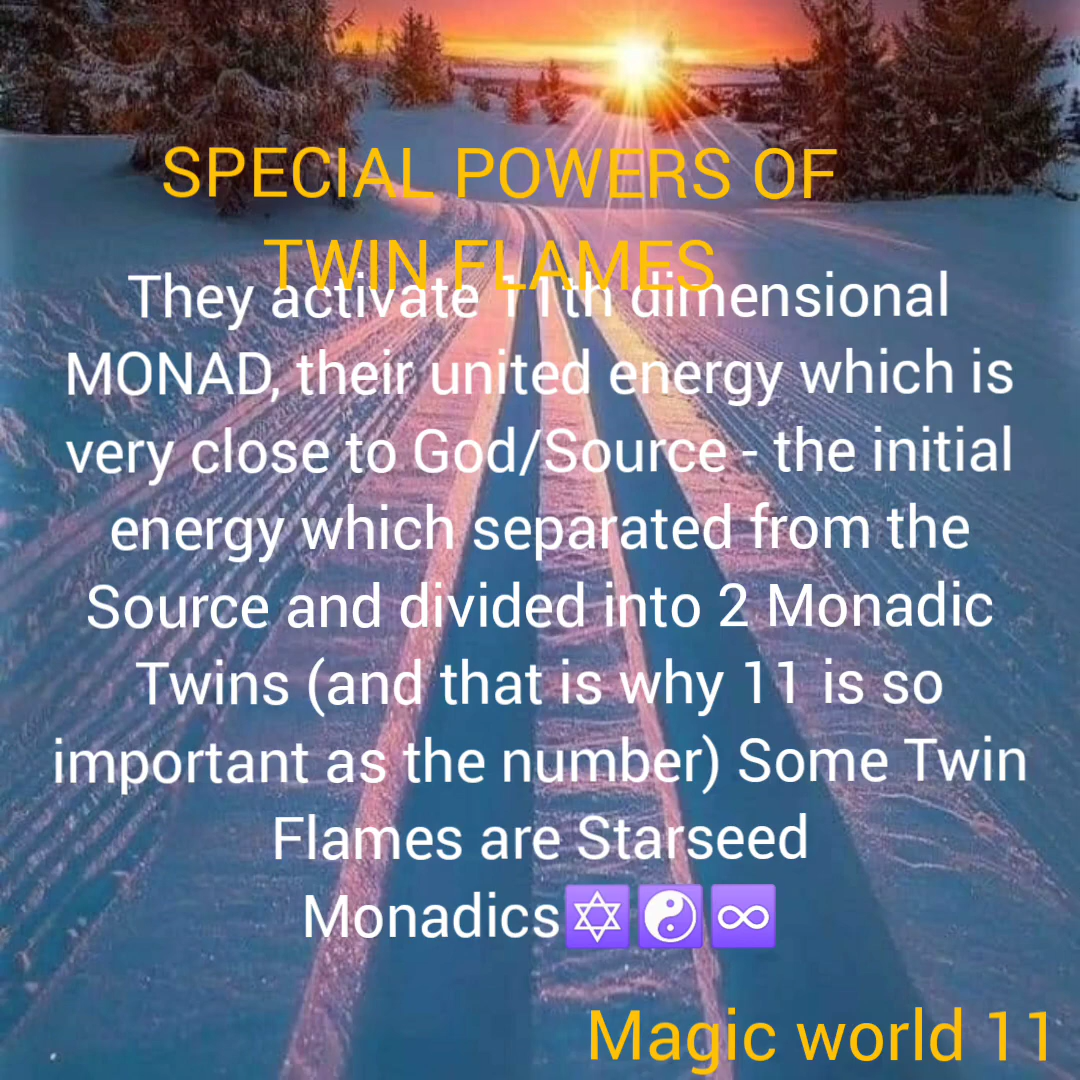 SPECIAL POWERS OF
TWIN FLAMES
They activate 11th dimensional
MONAD, their united energy which is
very close to God/Source - the initial
energy which separated from the
Source and divided into 2 Monadic
Twins (and that is why 11 is so
important as the number) Some Twin
Flames are Starseed
Monadics✡️☯️♾️
Magic world 11